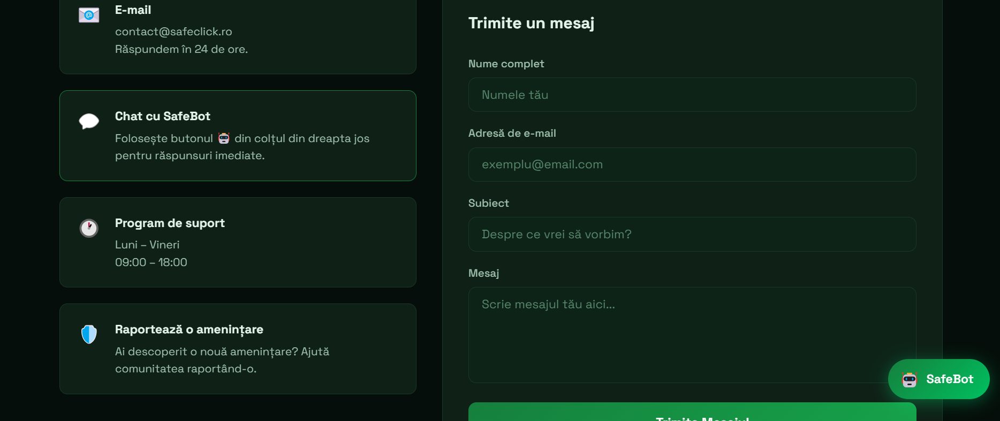 E-mail
contact@safeclick.ro
Răspundem în 24 de ore.
Chat cu SafeBot
Folosește butonul 🤖 din colțul din dreapta jos
pentru răspunsuri imediate.
Program de suport
Luni – Vineri
09:00 – 18:00
Raportează o amenințare
Ai descoperit o nouă amenințare? Ajută
comunitatea raportând-o.
Trimite un mesaj
Nume complet
Numele tău
Adresă de e-mail
exemplu@email.com
Subiect
Despre ce vrei să vorbim?
Mesaj
Scrie mesajul tău aici...
Trimite Mesajul
SafeBot